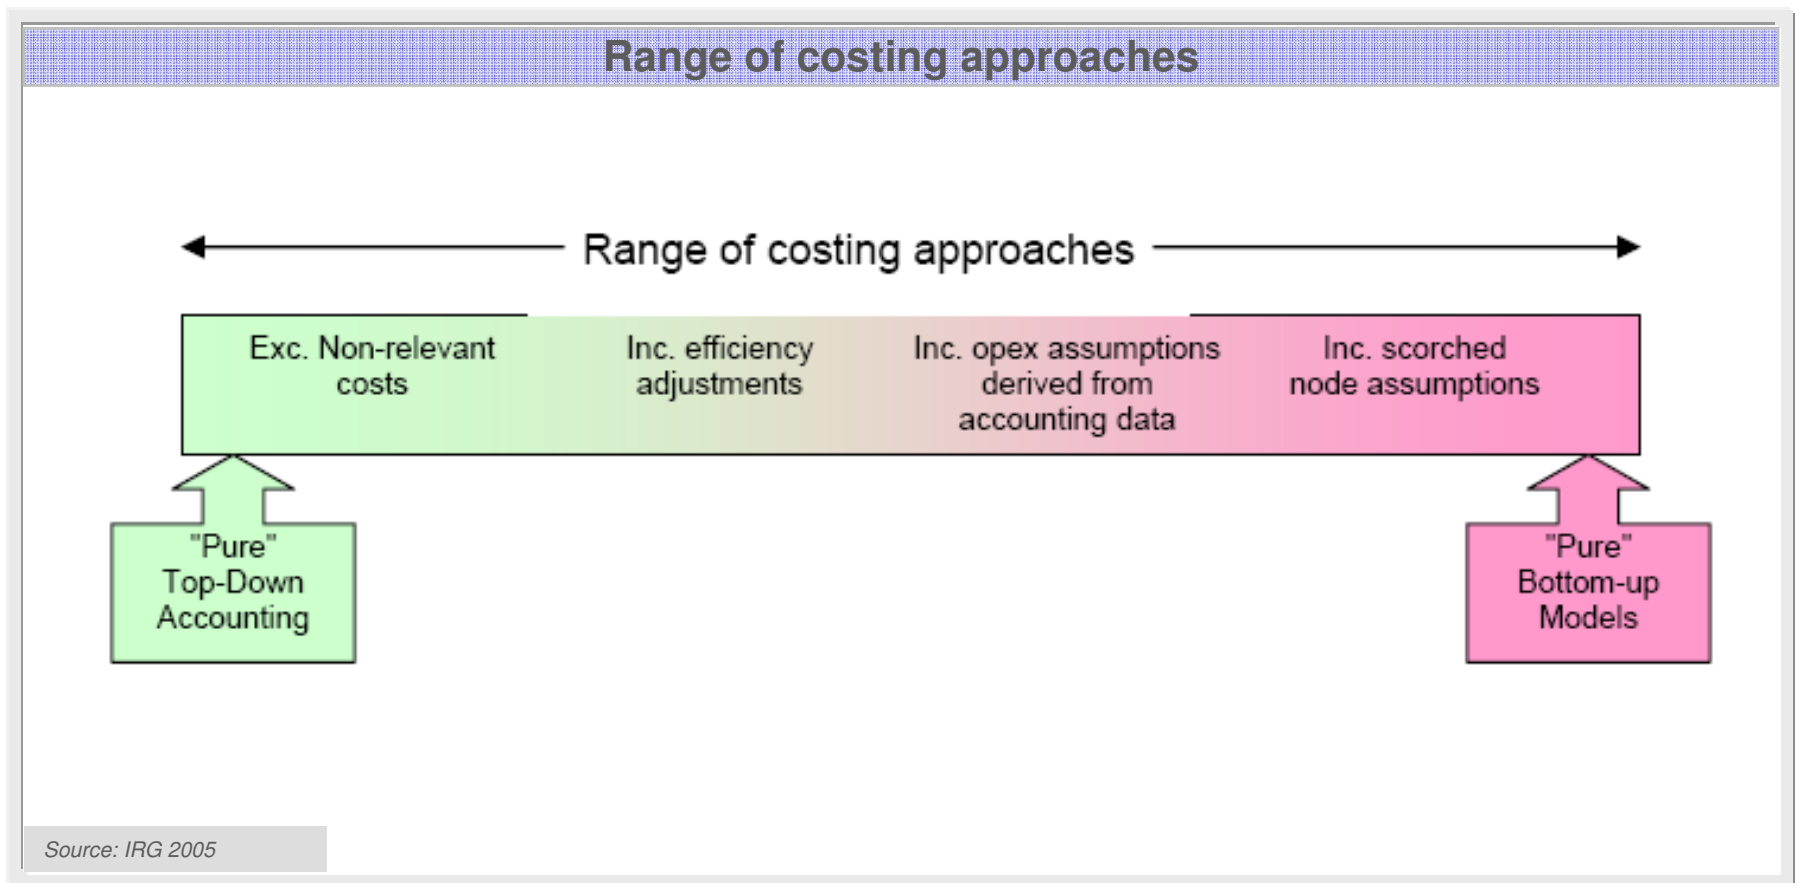 Range of costing approaches
Range of costing approaches
Exc. Non-relevant
costs
Inc. efficiency
adjustments
Inc. opex assumptions
derived from
accounting data
Inc. scorched
node assumptions
"Pure"
Top-Down
Accounting
"Pure"
Bottom-up
Models
Source: IRG 2005